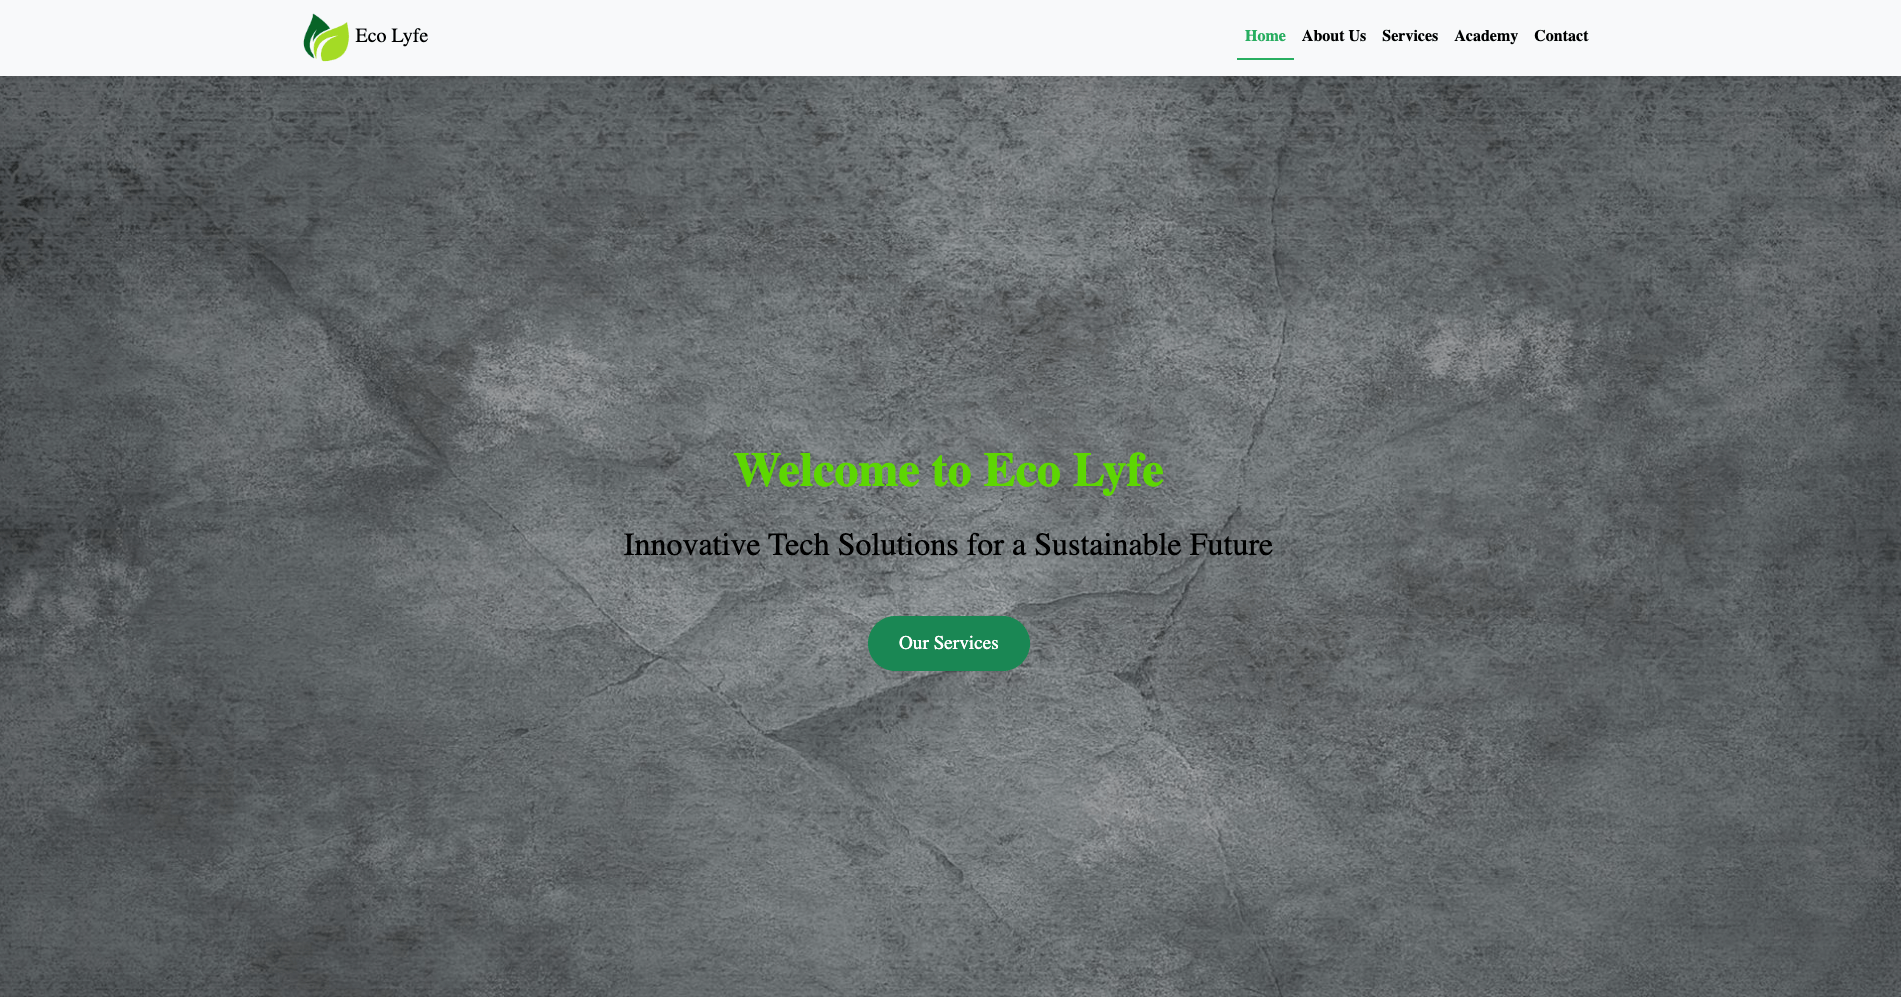 Eco Lyfe
Home About Us Services Academy Contact
Welcome to Eco Lyfe
Innovative Tech Solutions for a Sustainable Future
Our Services